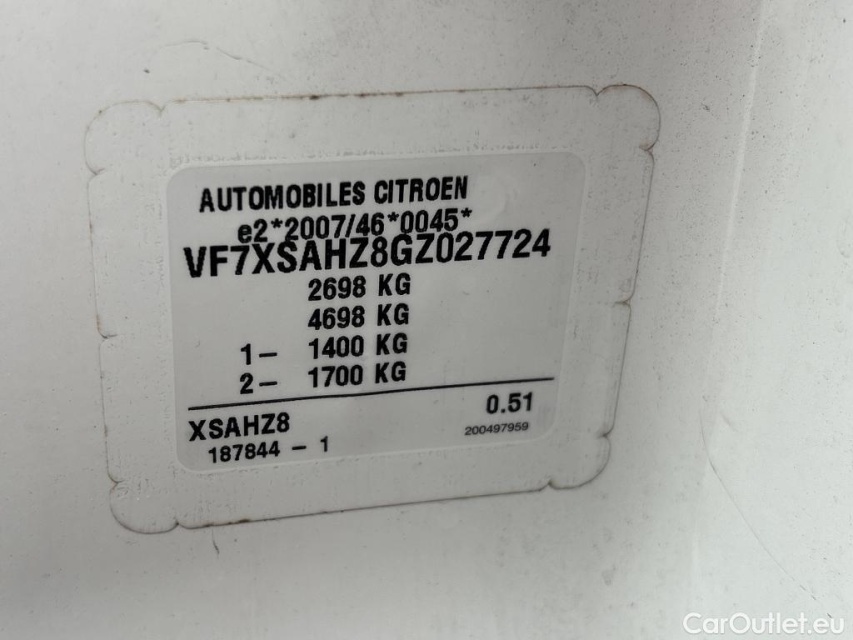 AUTOMOBILES CITROEN
e2*2007/46*0045*
VF7XSAHZ8GZ027724
2698 KG
4698 KG
1- 1400 KG
2- 1700 KG
XSAHZ8 0.51
187844 - 1 200497959
CarOutlet.eu